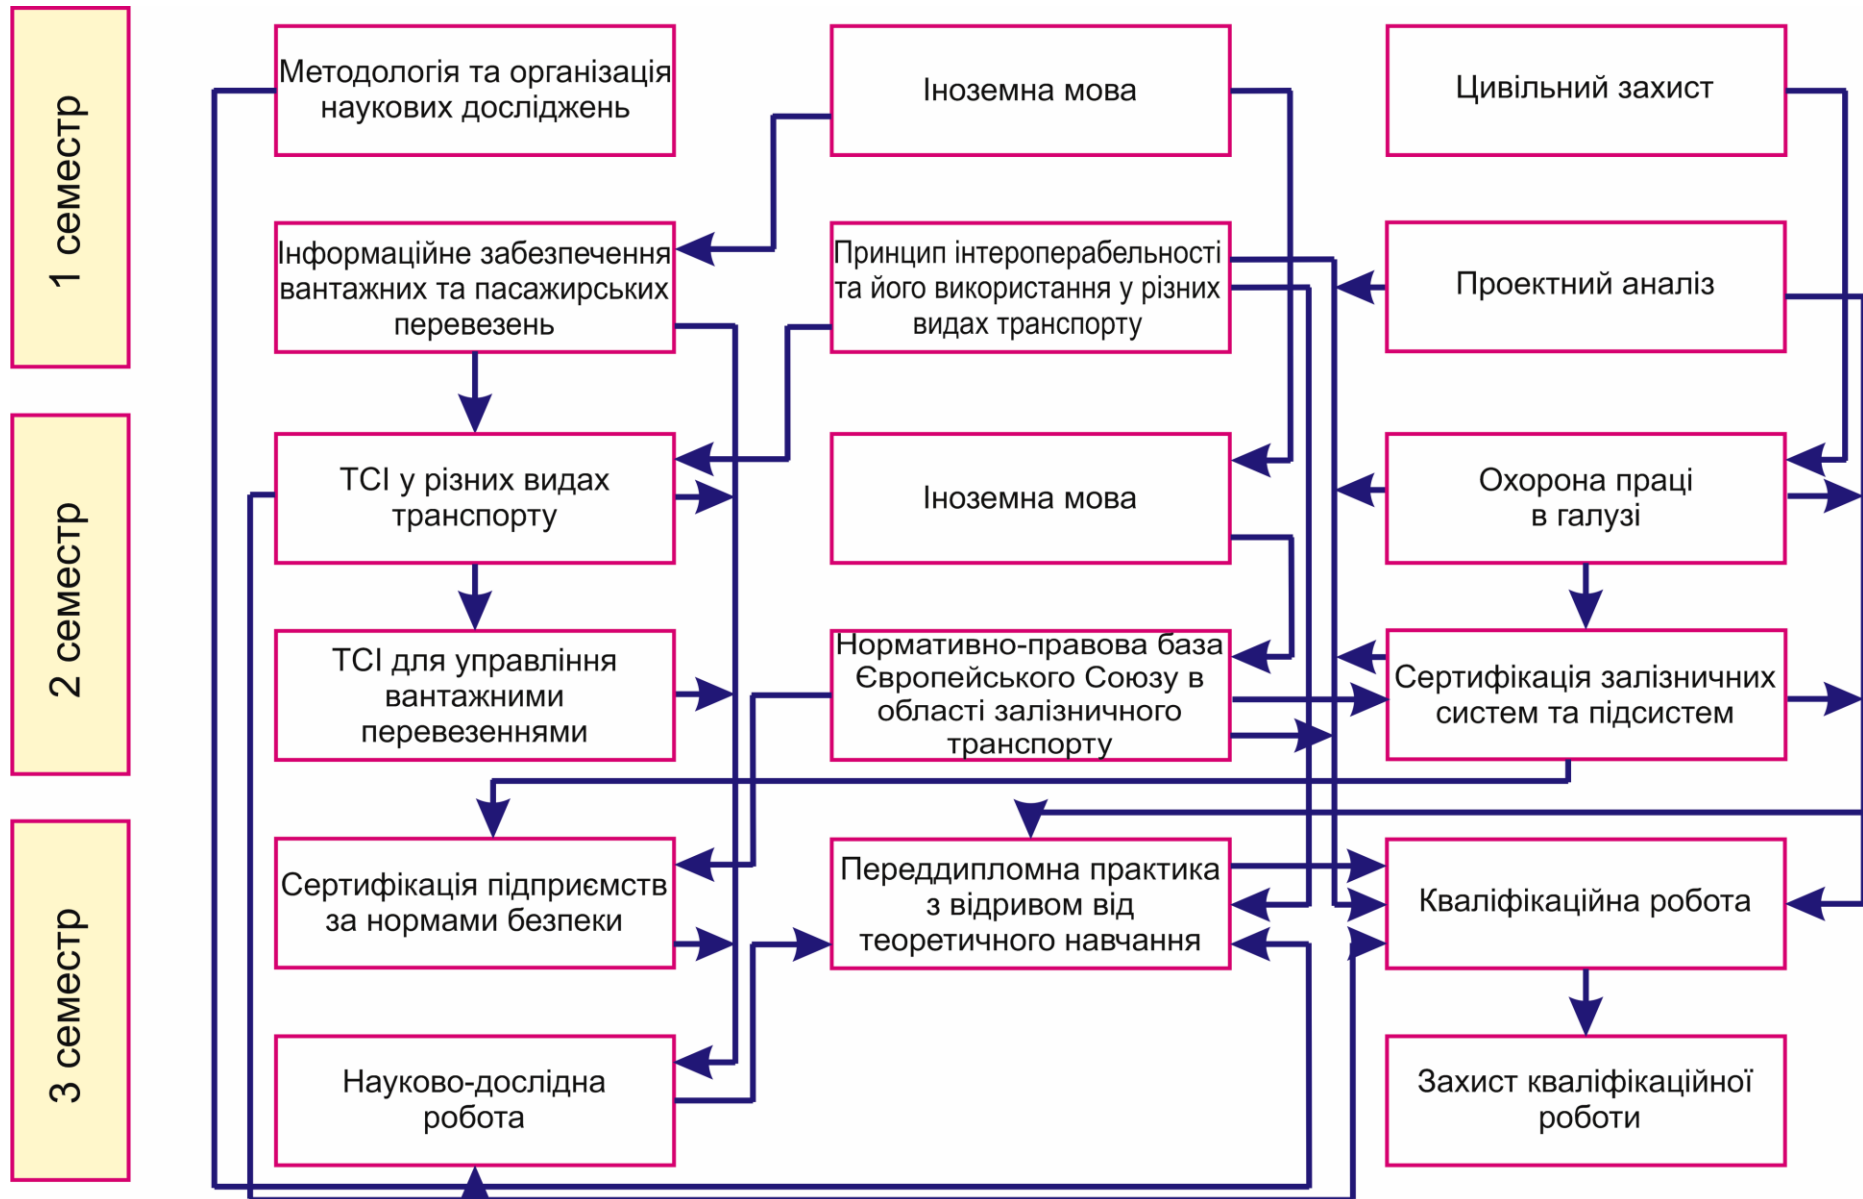 1 семестр
Методологія та організація
наукових досліджень
Іноземна мова
Цивільний захист
Інформаційне забезпечення
вантажних та пасажирських
перевезень
Принцип інтероперабельності
та його використання у різних
видах транспорту
Проектний аналіз
2 семестр
ТСІ у різних видах
транспорту
Іноземна мова
Охорона праці
в галузі
ТСІ для управління
вантажними
перевезеннями
Нормативно-правова база
Європейського Союзу в
області залізничного
транспорту
Сертифікація залізничних
систем та підсистем
3 семестр
Сертифікація підприємств
за нормами безпеки
Переддипломна практика
з відривом від
теоретичного навчання
Кваліфікаційна робота
Науково-дослідна
робота
Захист кваліфікаційної
роботи